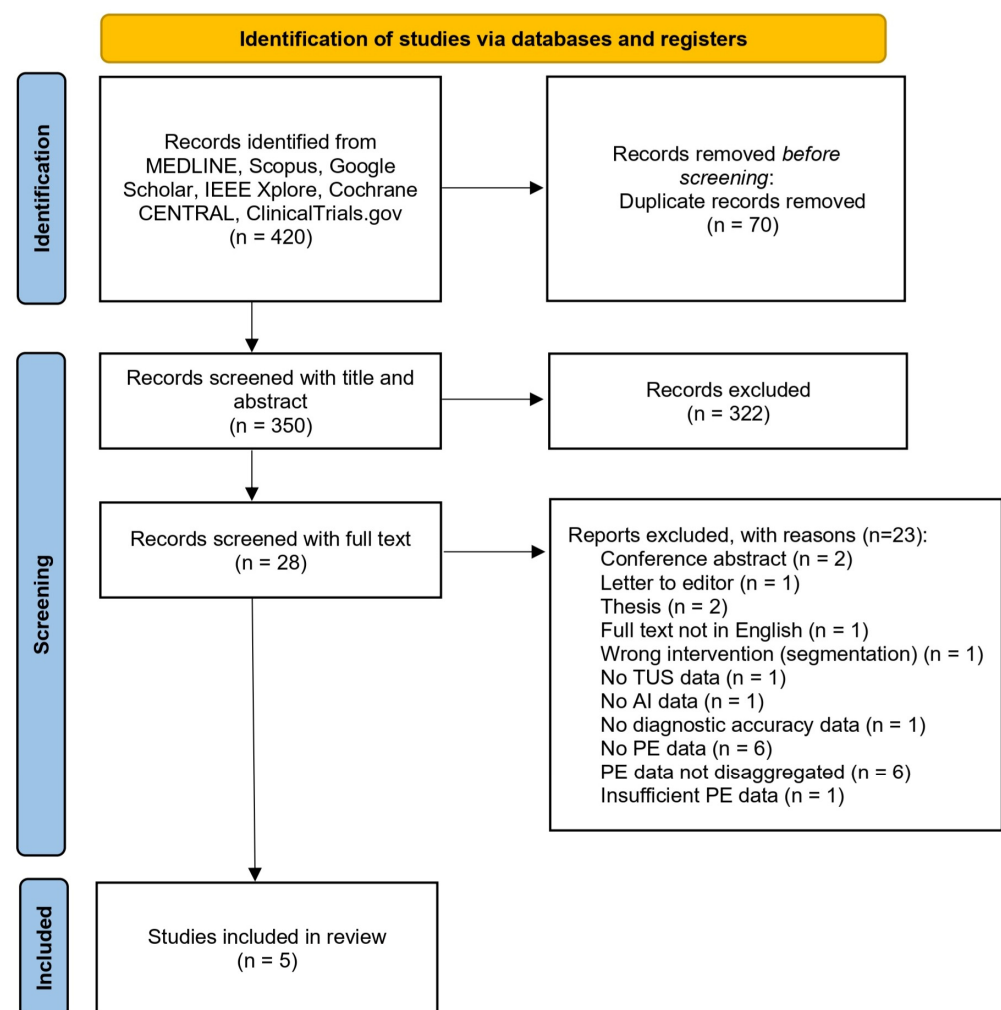 Identification of studies via databases and registers
Identification
Records identified from
MEDLINE, Scopus, Google
Scholar, IEEE Xplore, Cochrane
CENTRAL, ClinicalTrials.gov
(n = 420)
Records removed before
screening:
Duplicate records removed
(n = 70)
Screening
Records screened with title and
abstract
(n = 350)
Records excluded
(n = 322)
Records screened with full text
(n = 28)
Reports excluded, with reasons (n=23):
Conference abstract (n = 2)
Letter to editor (n = 1)
Thesis (n = 2)
Full text not in English (n = 1)
Wrong intervention (segmentation) (n = 1)
No TUS data (n = 1)
No AI data (n = 1)
No diagnostic accuracy data (n = 1)
No PE data (n = 6)
PE data not disaggregated (n = 6)
Insufficient PE data (n = 1)
Included
Studies included in review
(n = 5)